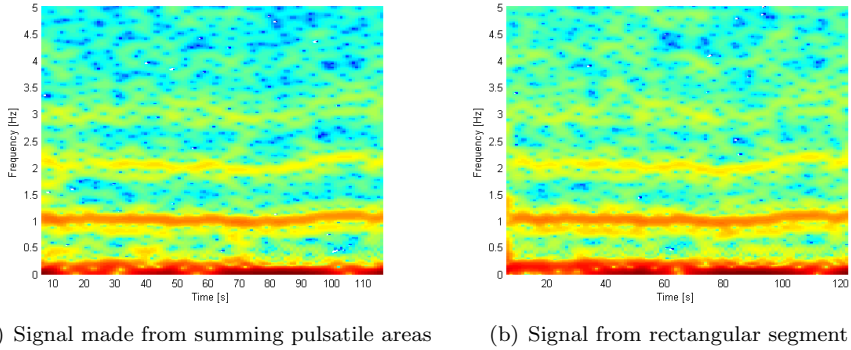 5
4.5
4
3.5
3
2.5
2
1.5
1
0.5
0
Frequency [Hz]
10 20 30 40 50 60 70 80 90 100 110
Time [s]
5
4.5
4
3.5
3
2.5
2
1.5
1
0.5
0
Frequency [Hz]
20 40 60 80 100 120
Time [s]
) Signal made from summing pulsatile areas
(b) Signal from rectangular segment